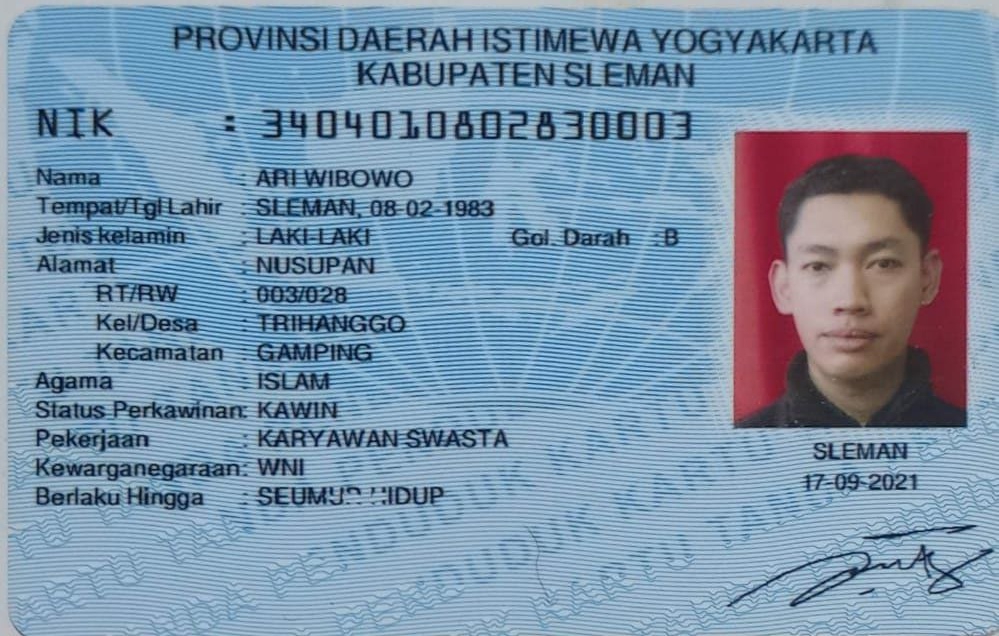 PROVINSI DAERAH ISTIMEWA YOGYAKARTA
KABUPATEN SLEMAN
NIK : 3404010802830003
Nama : ARI WIBOWO
Tempat/Tgl Lahir : SLEMAN, 08-02-1983
Jenis kelamin : LAKI-LAKI Gol. Darah : B
Alamat : NUSUPAN
RT/RW : 003/028
Kel/Desa : TRIHANGGO
Kecamatan : GAMPING
Agama : ISLAM
Status Perkawinan: KAWIN
Pekerjaan : KARYAWAN SWASTA
Kewarganegaraan: WNI
Berlaku Hingga : SEUMUR HIDUP
SLEMAN
17-09-2021